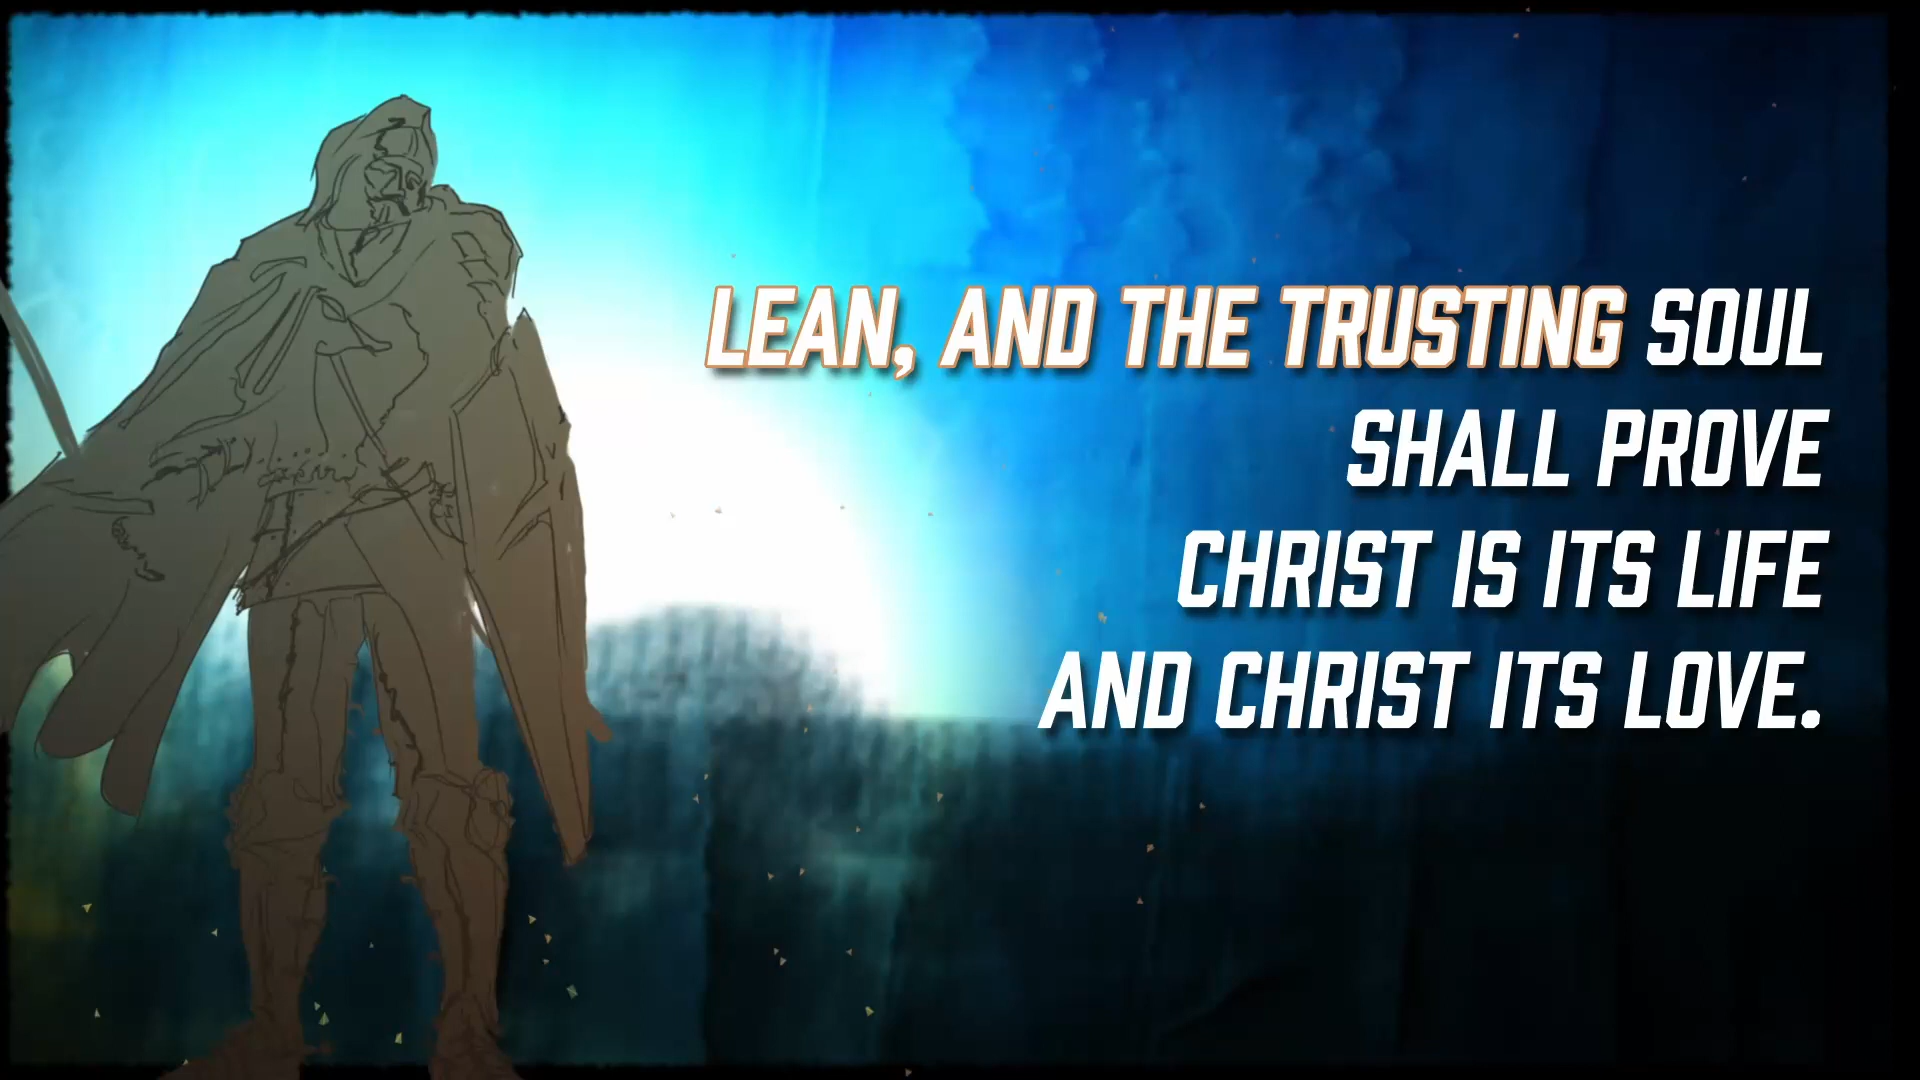 LEAN, AND THE TRUSTING SOUL
SHALL PROVE
CHRIST IS ITS LIFE
AND CHRIST ITS LOVE.